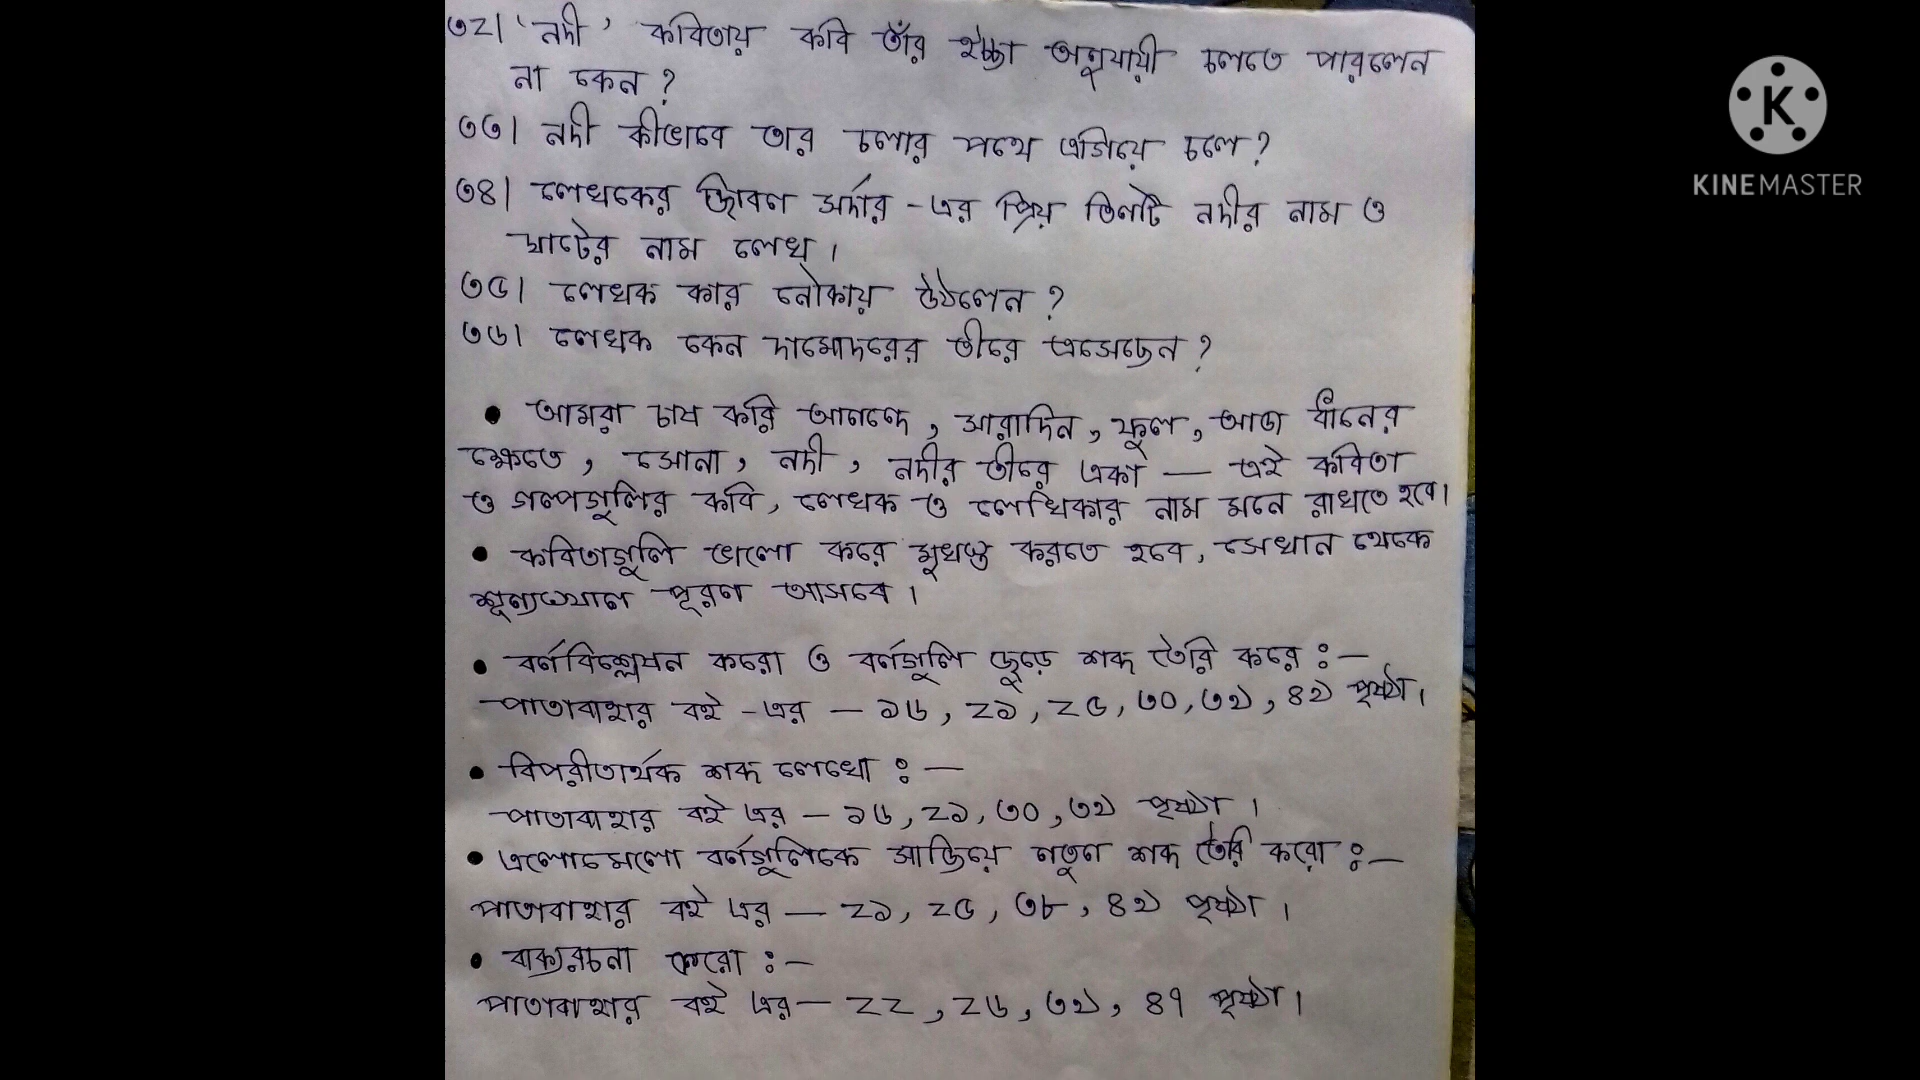 ৩২। 'নদী' কবিতায় কবি তাঁর ইচ্ছা অনুযায়ী চলতে পারলেন
না কেন?
৩৩। নদী কীভাবে তার চলার পথে এগিয়ে চলে?
৩৪। লেখকের জীবন সর্দার-এর প্রিয় তিনটি নদীর নাম ও
ঘাটের নাম লেখ।
৩৫। লেখক কার নৌকায় উঠলেন?
৩৬। লেখক কেন দামোদরের তীরে এসেছেন?
• আমরা চাষ করি আনন্দে, সারাদিন, ফুল, আজ ধানের
ক্ষেতে, সোনা, নদী, নদীর তীরে একা — এই কবিতা
ও গল্পগুলির কবি, লেখক ও লেখিকার নাম মনে রাখতে হবে।
• কবিতাগুলি ভালো করে মুখস্থ করতে হবে, সেখান থেকে
শূন্যস্থান পূরণ আসবে।
• বর্ণবিশ্লেষন করো ও বর্ণগুলি জুড়ে শব্দ তৈরি করে :—
পাতাবাহার বই-এর — ১৬, ২১, ২৫, ৩০, ৩২, ৪২ পৃষ্ঠা।
• বিপরীতার্থক শব্দ লেখো : —
পাতাবাহার বই এর — ১৬, ২১, ৩০, ৩২ পৃষ্ঠা।
• এলোমেলো বর্ণগুলিকে সাজিয়ে নতুন শব্দ তৈরি করো :—
পাতাবাহার বই এর — ২১, ২৫, ৩৮, ৪২ পৃষ্ঠা।
• বাক্যরচনা করো :—
পাতাবাহার বই এর — ২২, ২৬, ৩২, ৪৭ পৃষ্ঠা।
K
KINEMASTER